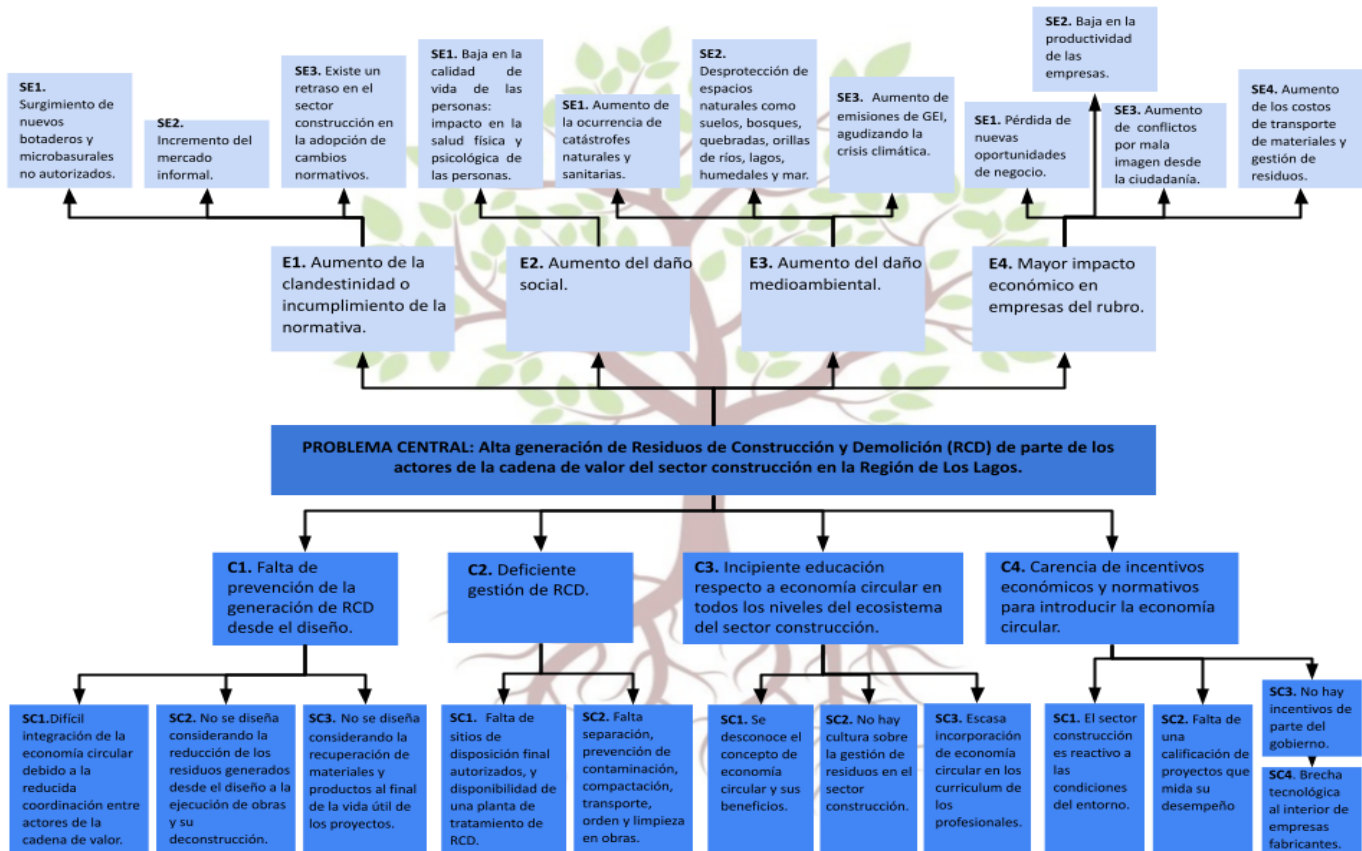 SE1.
Surgimiento de
nuevos
botaderos y
microbasurales
no autorizados.
SE2.
Incremento del
mercado
informal.
SE3. Existe un
retraso en el
sector
construcción en
la adopción de
cambios
normativos.
SE1. Baja en la
calidad de
vida de las
personas:
impacto en la
salud física y
psicológica de
las personas.
SE1. Aumento de
la ocurrencia de
catástrofes
naturales y
sanitarias.
SE2.
Desprotección de
espacios
naturales como
suelos, bosques,
quebradas, orillas
de ríos, lagos,
humedales y mar.
SE3. Aumento de
emisiones de GEI,
agudizando la
crisis climática.
SE1. Pérdida de
nuevas
oportunidades
de negocio.
SE2. Baja en la
productividad
de las
empresas.
SE3. Aumento
de conflictos
por mala
imagen desde
la ciudadanía.
SE4. Aumento
de los costos
de transporte
de materiales y
gestión de
residuos.
E1. Aumento de la
clandestinidad o
incumplimiento de la
normativa.
E2. Aumento del daño
social.
E3. Aumento del daño
medioambiental.
E4. Mayor impacto
económico en
empresas del rubro.
PROBLEMA CENTRAL: Alta generación de Residuos de Construcción y Demolición (RCD) de parte de los
actores de la cadena de valor del sector construcción en la Región de Los Lagos.
C1. Falta de
prevención de la
generación de RCD
desde el diseño.
C2. Deficiente
gestión de RCD.
C3. Incipiente educación
respecto a economía circular en
todos los niveles del ecosistema
del sector construcción.
C4. Carencia de incentivos
económicos y normativos
para introducir la economía
circular.
SC1.Difícil
integración de la
economía circular
debido a la
reducida
coordinación entre
actores de la
cadena de valor.
SC2. No se diseña
considerando la
reducción de los
residuos generados
desde el diseño a la
ejecución de obras
y su
deconstrucción.
SC3. No se diseña
considerando la
recuperación de
materiales y
productos al final
de la vida útil de
los proyectos.
SC1. Falta de
sitios de
disposición final
autorizados, y
disponibilidad de
una planta de
tratamiento de
RCD.
SC2. Falta
separación,
prevención de
contaminación,
compactación,
transporte,
orden y limpieza
en obras.
SC1. Se
desconoce el
concepto de
economía
circular y sus
beneficios.
SC2. No hay
cultura sobre
la gestión de
residuos en el
sector
construcción.
SC3. Escasa
incorporación
de economía
circular en los
curriculum de
los
profesionales.
SC1. El sector
construcción
es reactivo a
las
condiciones
del entorno.
SC2. Falta de
una
calificación de
proyectos que
mida su
desempeño
SC3. No hay
incentivos de
parte del
gobierno.
SC4. Brecha
tecnológica
al interior de
empresas
fabricantes.